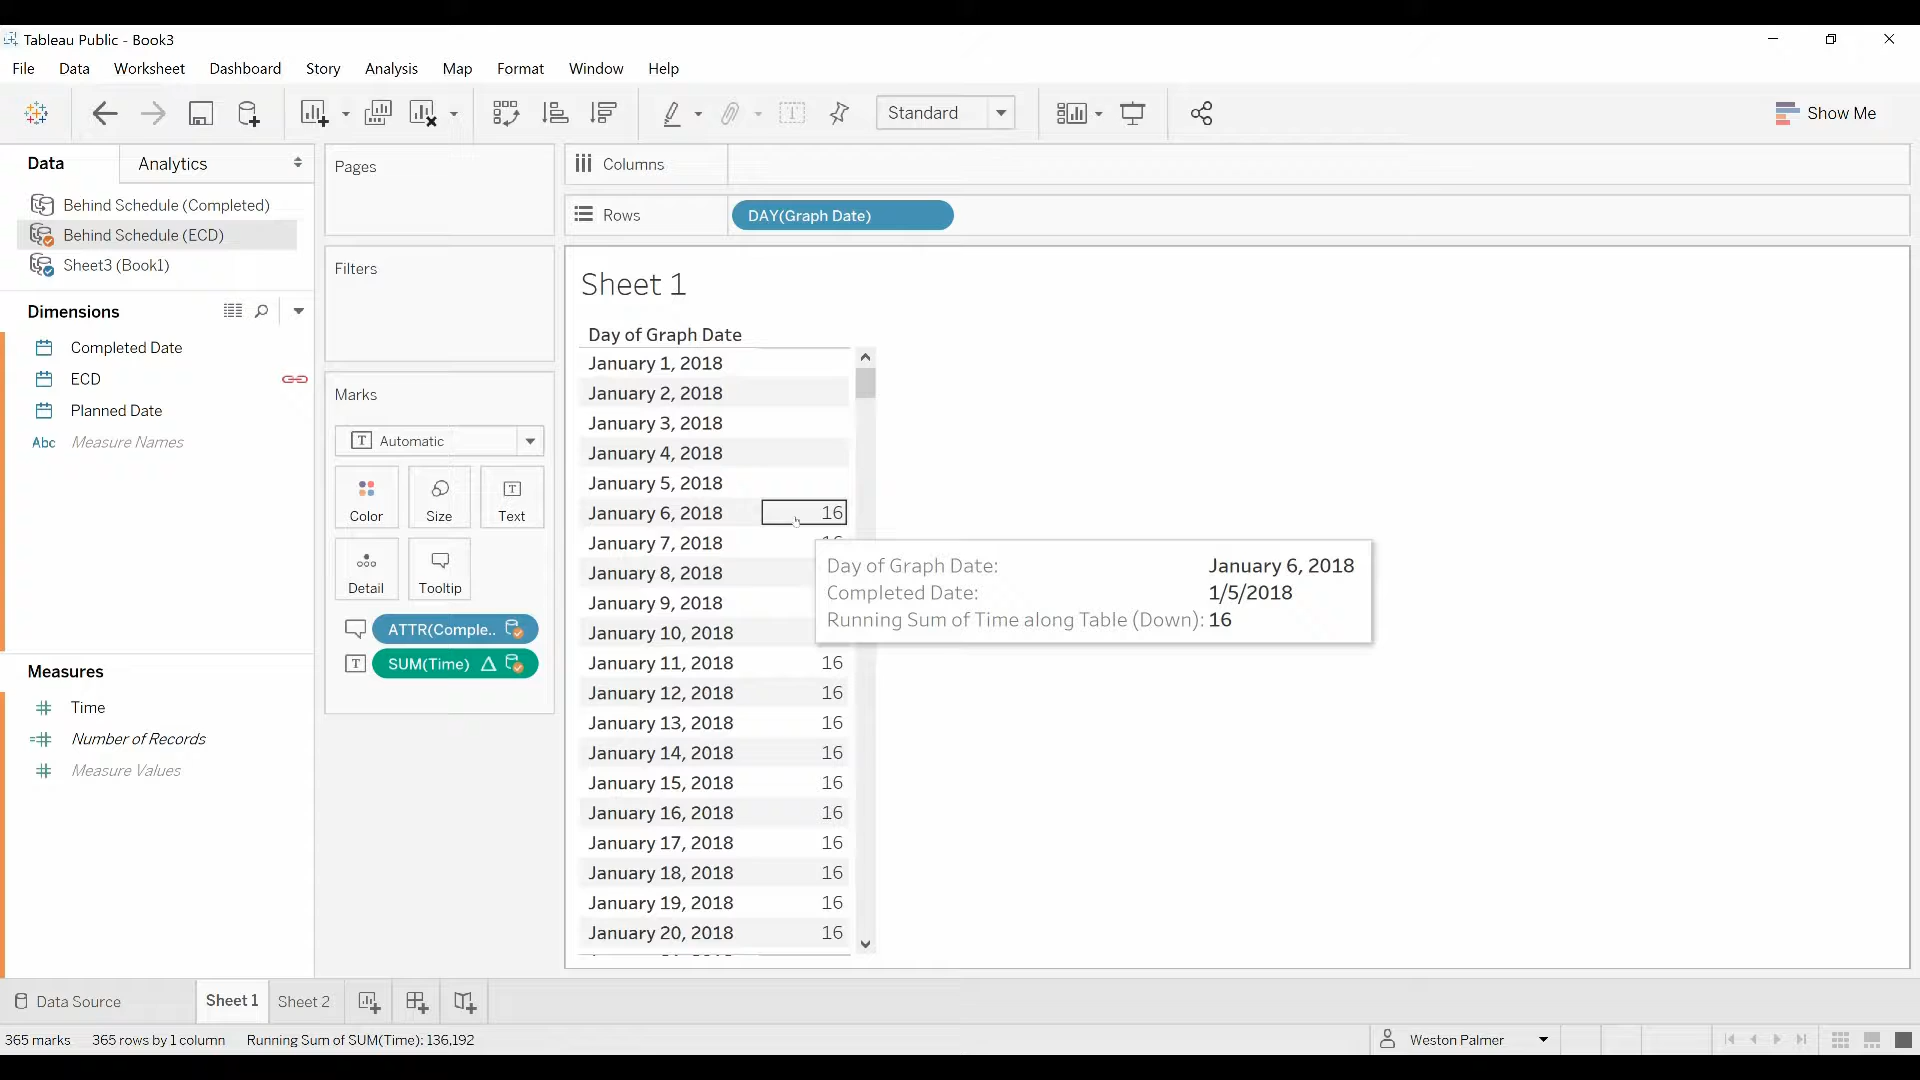 Tableau Public - Book3
File Data Worksheet Dashboard Story Analysis Map Format Window Help
Standard
Show Me
Data Analytics
Behind Schedule (Completed)
Behind Schedule (ECD)
Sheet3 (Book1)
Dimensions
Completed Date
ECD
Planned Date
Abc Measure Names
Measures
Time
Number of Records
Measure Values
Pages
Filters
Marks
Automatic
Color Size Text
Detail Tooltip
ATTR(Comple..
SUM(Time)
Columns
Rows DAY(Graph Date)
Sheet 1
Day of Graph Date
January 1, 2018
January 2, 2018
January 3, 2018
January 4, 2018
January 5, 2018
January 6, 2018 16
January 7, 2018
January 8, 2018
January 9, 2018
January 10, 2018
January 11, 2018 16
January 12, 2018 16
January 13, 2018 16
January 14, 2018 16
January 15, 2018 16
January 16, 2018 16
January 17, 2018 16
January 18, 2018 16
January 19, 2018 16
January 20, 2018 16
Day of Graph Date: January 6, 2018
Completed Date: 1/5/2018
Running Sum of Time along Table (Down): 16
Data Source Sheet 1 Sheet 2
365 marks 365 rows by 1 column Running Sum of SUM(Time): 136,192
Weston Palmer